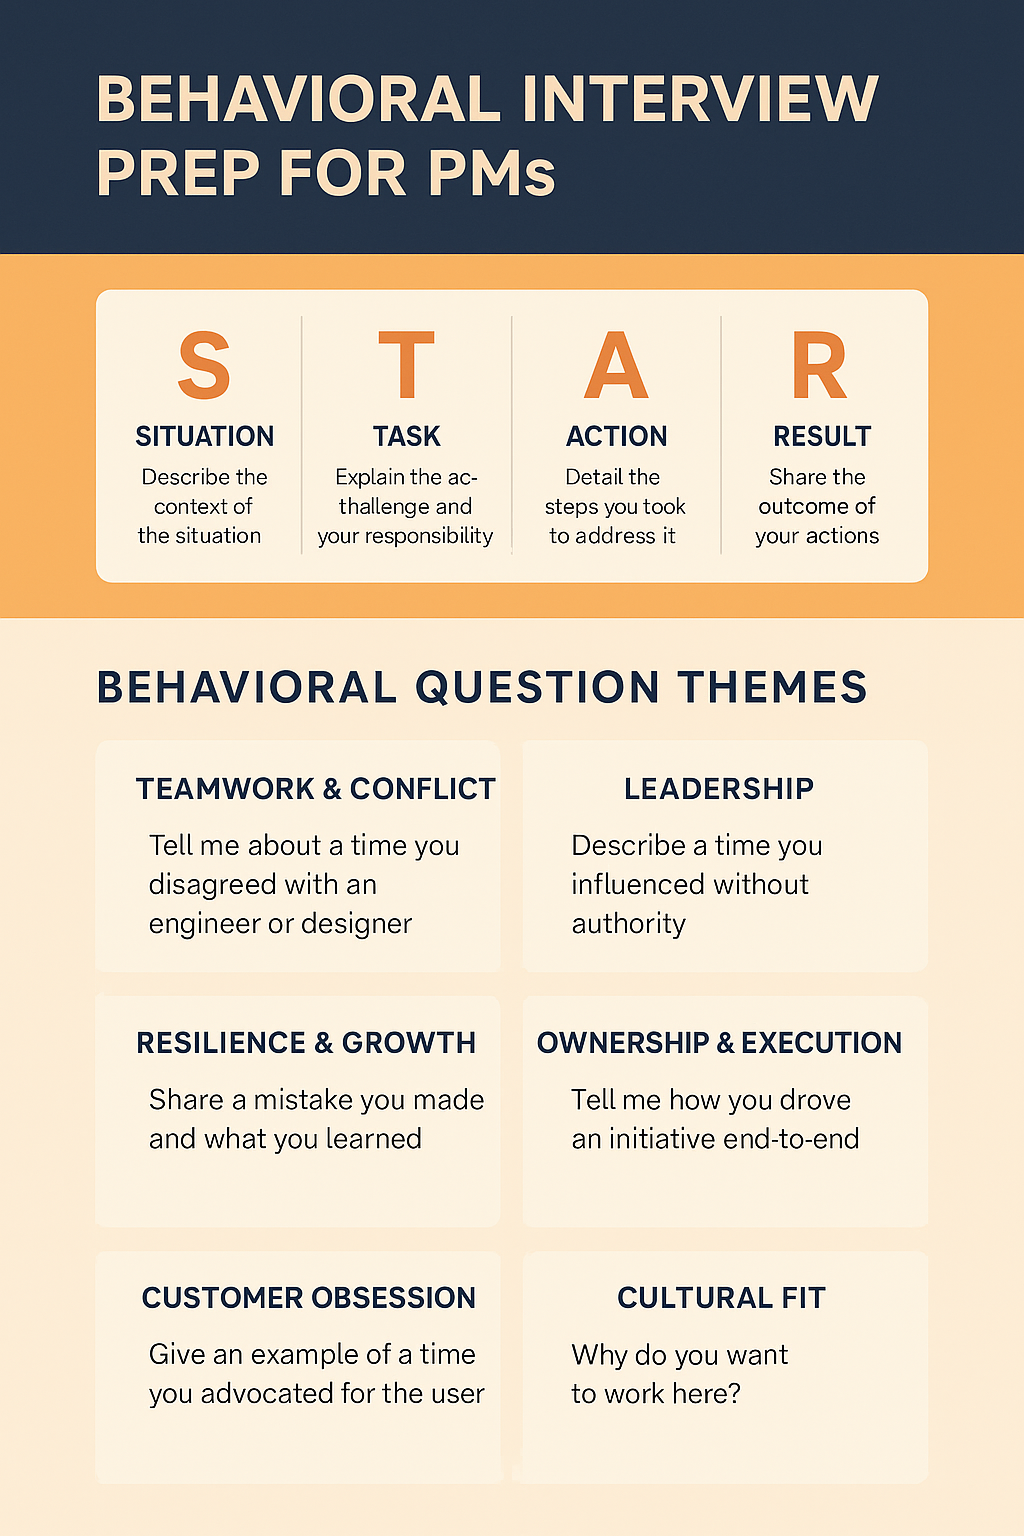 BEHAVIORAL INTERVIEW
PREP FOR PMs
S
SITUATION
Describe the
context of
the situation
T
TASK
Explain the ac-
thallenge and
your responsibility
A
ACTION
Detail the
steps you took
to address it
R
RESULT
Share the
outcome of
your actions
BEHAVIORAL QUESTION THEMES
TEAMWORK & CONFLICT
Tell me about a time you
disagreed with an
engineer or designer
LEADERSHIP
Describe a time you
influenced without
authority
RESILIENCE & GROWTH
Share a mistake you made
and what you learned
OWNERSHIP & EXECUTION
Tell me how you drove
an initiative end-to-end
CUSTOMER OBSESSION
Give an example of a time
you advocated for the user
CULTURAL FIT
Why do you want
to work here?